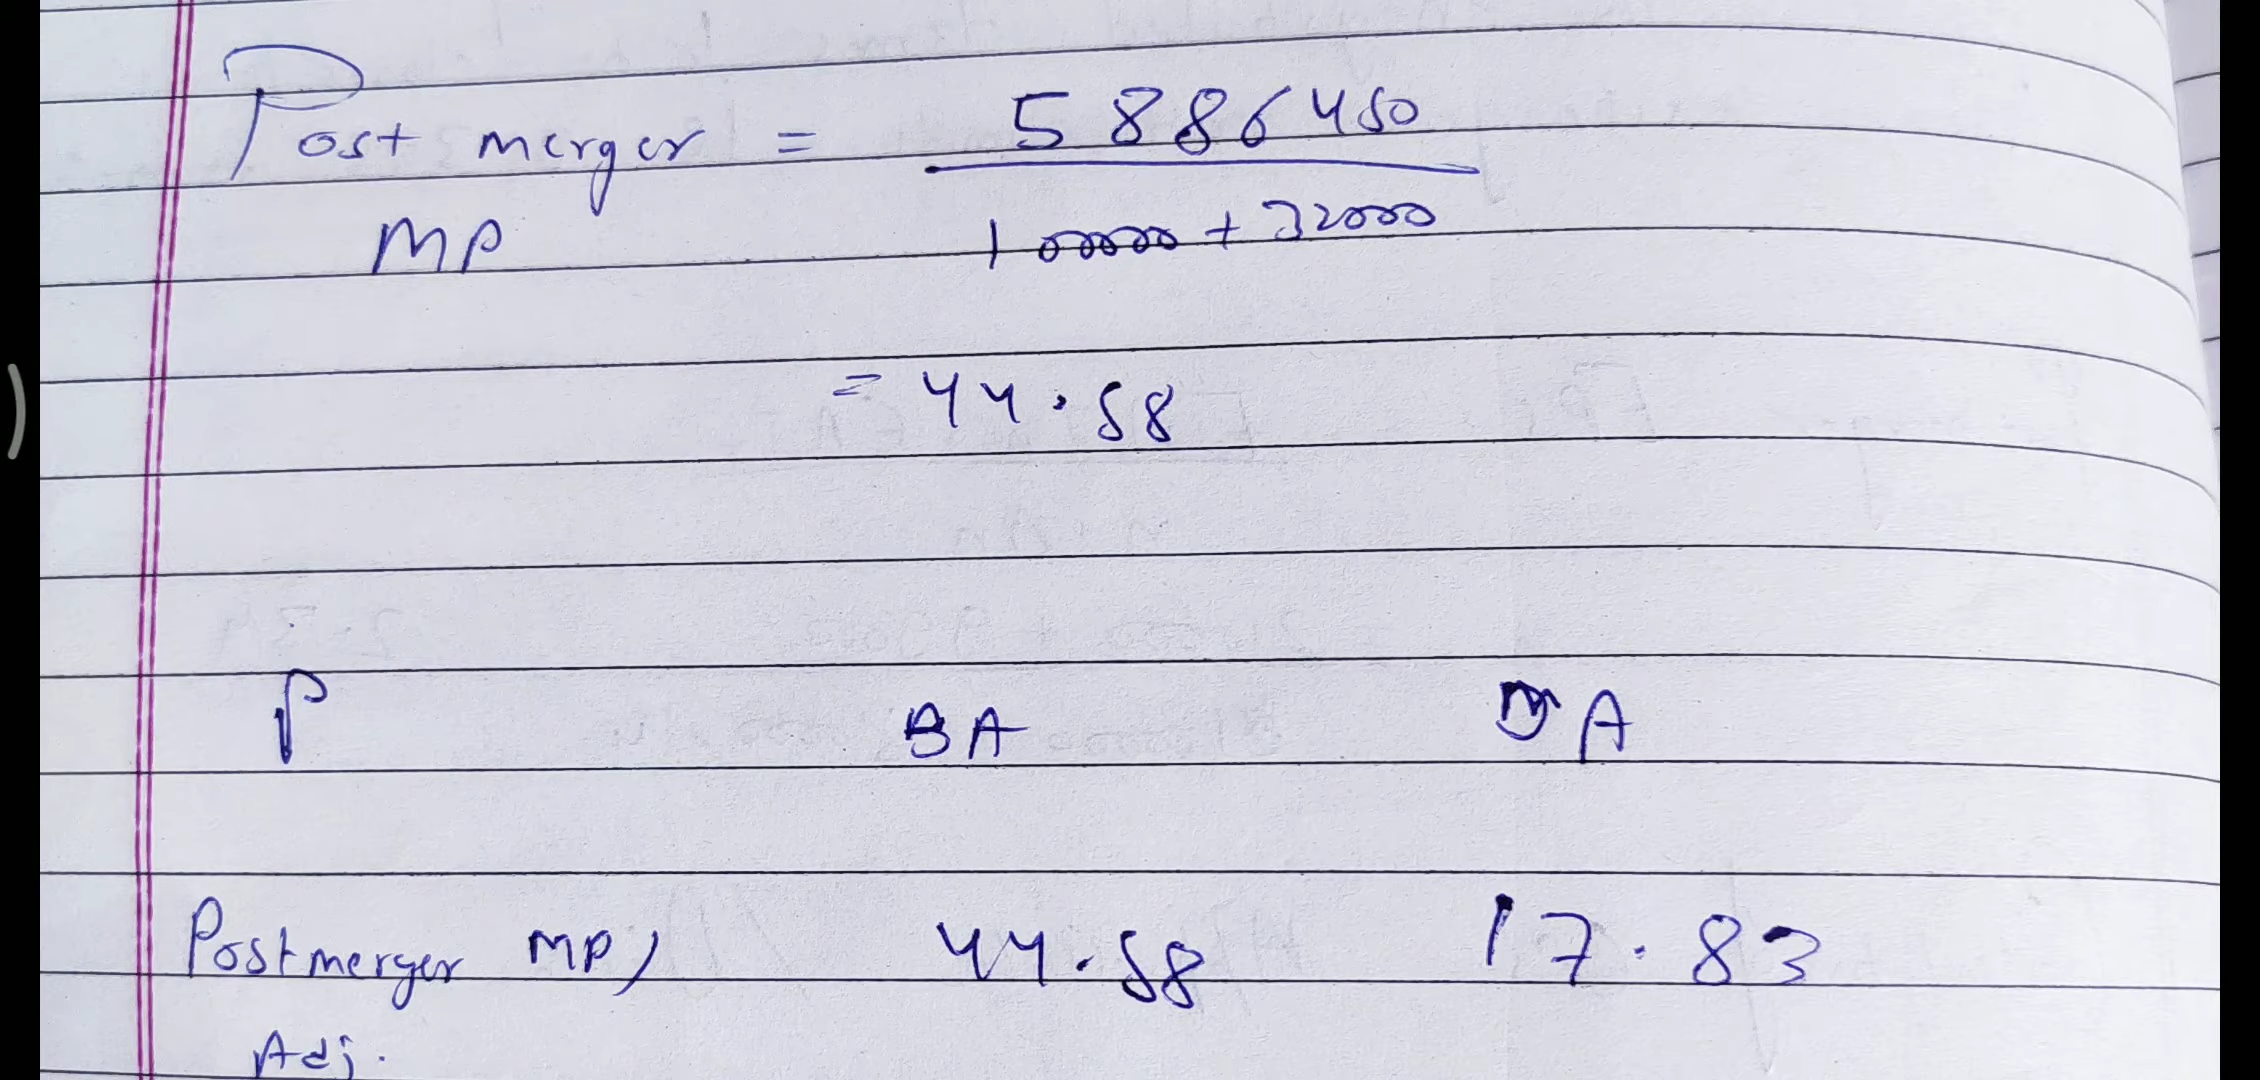 Post merger = 5886450
MP 100000 + 32000
= 44.58
P BA DA
Postmerger MP/ 44.58 17.83
Adj.